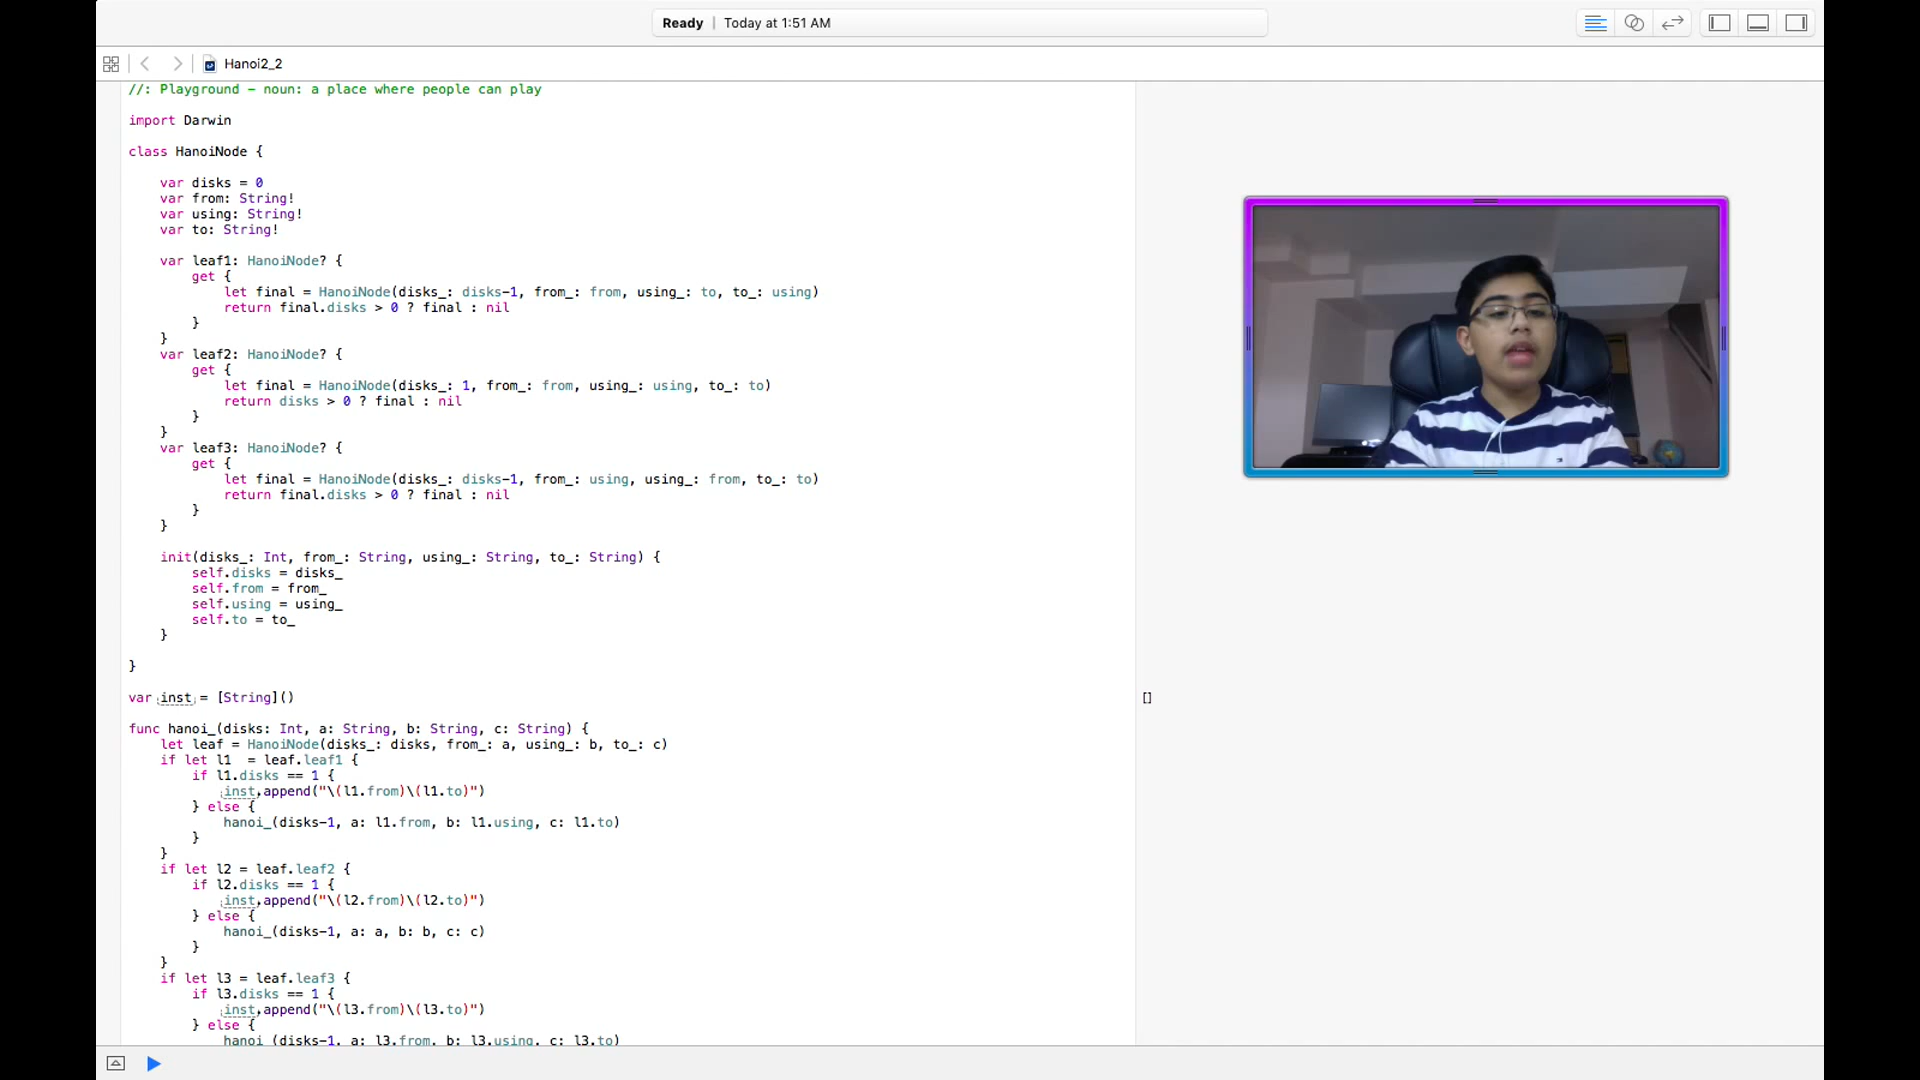 Ready | Today at 1:51 AM
Hanoi2_2
//: Playground - noun: a place where people can play
import Darwin
class HanoiNode {
var disks = 0
var from: String!
var using: String!
var to: String!
var leaf1: HanoiNode? {
get {
let final = HanoiNode(disks_: disks-1, from_: from, using_: to, to_: using)
return final.disks > 0 ? final : nil
}
}
var leaf2: HanoiNode? {
get {
let final = HanoiNode(disks_: 1, from_: from, using_: using, to_: to)
return disks > 0 ? final : nil
}
}
var leaf3: HanoiNode? {
get {
let final = HanoiNode(disks_: disks-1, from_: using, using_: from, to_: to)
return final.disks > 0 ? final : nil
}
}
init(disks_: Int, from_: String, using_: String, to_: String) {
self.disks = disks_
self.from = from_
self.using = using_
self.to = to_
}
}
var inst = [String]()
[]
func hanoi_(disks: Int, a: String, b: String, c: String) {
let leaf = HanoiNode(disks_: disks, from_: a, using_: b, to_: c)
if let l1  = leaf.leaf1 {
if l1.disks == 1 {
inst.append("\(l1.from)\(l1.to)")
} else {
hanoi_(disks-1, a: l1.from, b: l1.using, c: l1.to)
}
}
if let l2 = leaf.leaf2 {
if l2.disks == 1 {
inst.append("\(l2.from)\(l2.to)")
} else {
hanoi_(disks-1, a: a, b: b, c: c)
}
}
if let l3 = leaf.leaf3 {
if l3.disks == 1 {
inst.append("\(l3.from)\(l3.to)")
} else {
hanoi_(disks-1, a: l3.from, b: l3.using, c: l3.to)